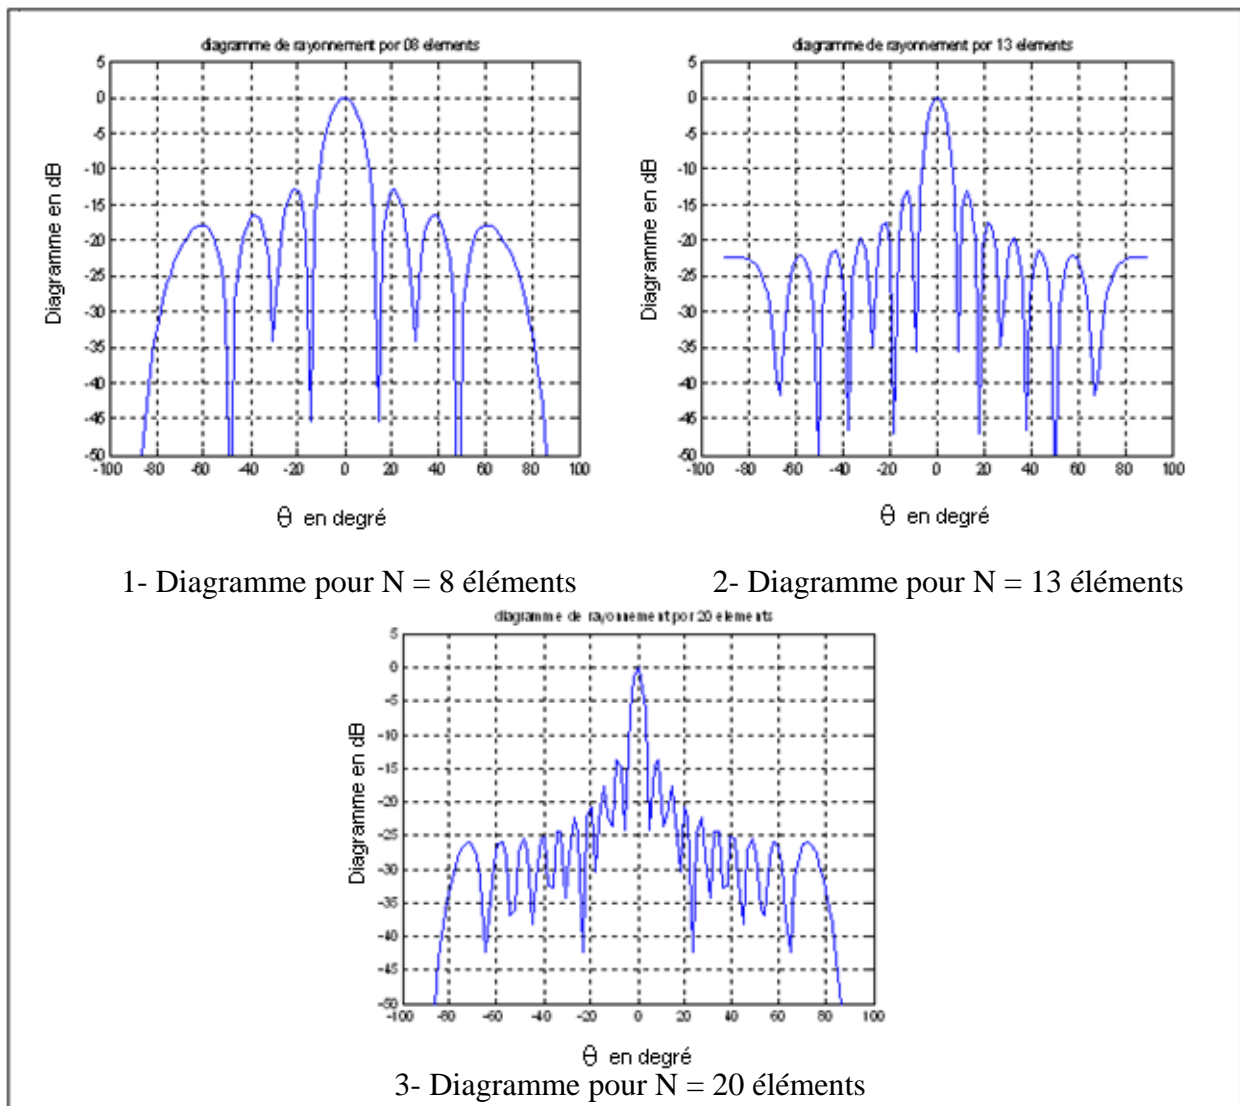 diagramme de rayonnement por 08 elements
5
0
-5
-10
-15
-20
-25
-30
-35
-40
-45
-50
Diagramme en dB
-100 -80 -60 -40 -20 0 20 40 60 80 100
θ en degré
1- Diagramme pour N = 8 éléments
diagramme de rayonnement por 13 elements
5
0
-5
-10
-15
-20
-25
-30
-35
-40
-45
-50
Diagramme en dB
-100 -80 -60 -40 -20 0 20 40 60 80 100
θ en degré
2- Diagramme pour N = 13 éléments
diagramme de rayonnement por 20 elements
5
0
-5
-10
-15
-20
-25
-30
-35
-40
-45
-50
Diagramme en dB
-100 -80 -60 -40 -20 0 20 40 60 80 100
θ en degré
3- Diagramme pour N = 20 éléments